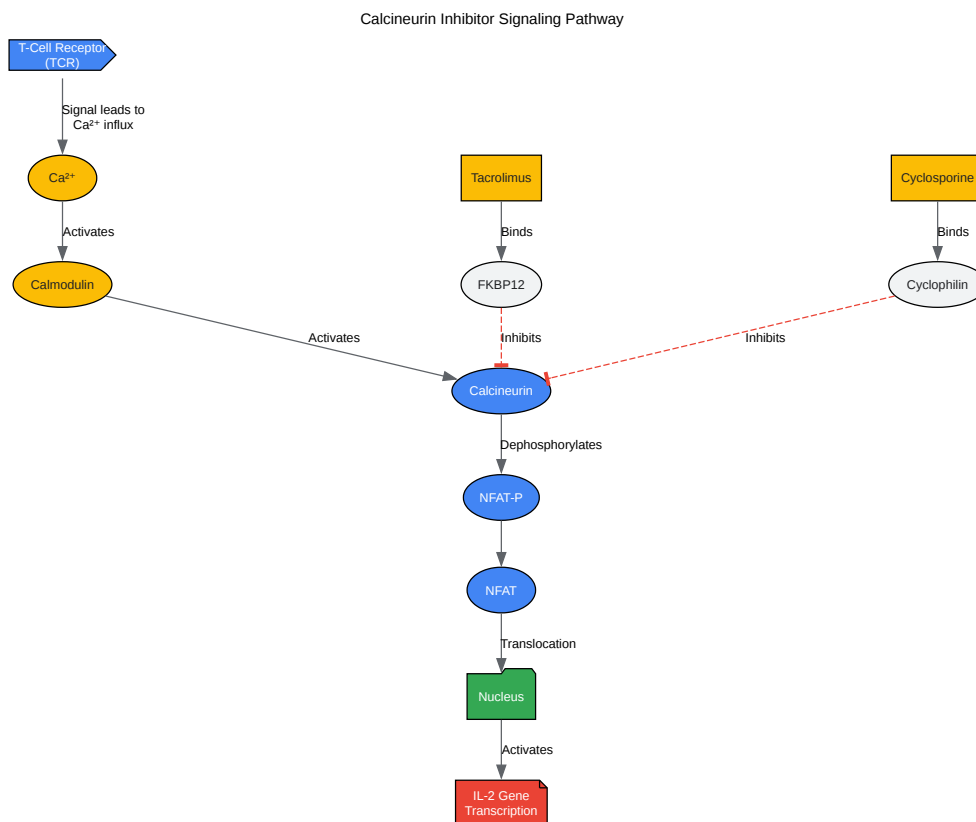 Calcineurin Inhibitor Signaling Pathway
T-Cell Receptor
(TCR)
Signal leads to
Ca²⁺ influx
Ca²⁺
Tacrolimus
Cyclosporine
Activates
Binds
Binds
Calmodulin
FKBP12
Cyclophilin
Activates
Inhibits
Inhibits
Calcineurin
Dephosphorylates
NFAT-P
NFAT
Translocation
Nucleus
Activates
IL-2 Gene
Transcription